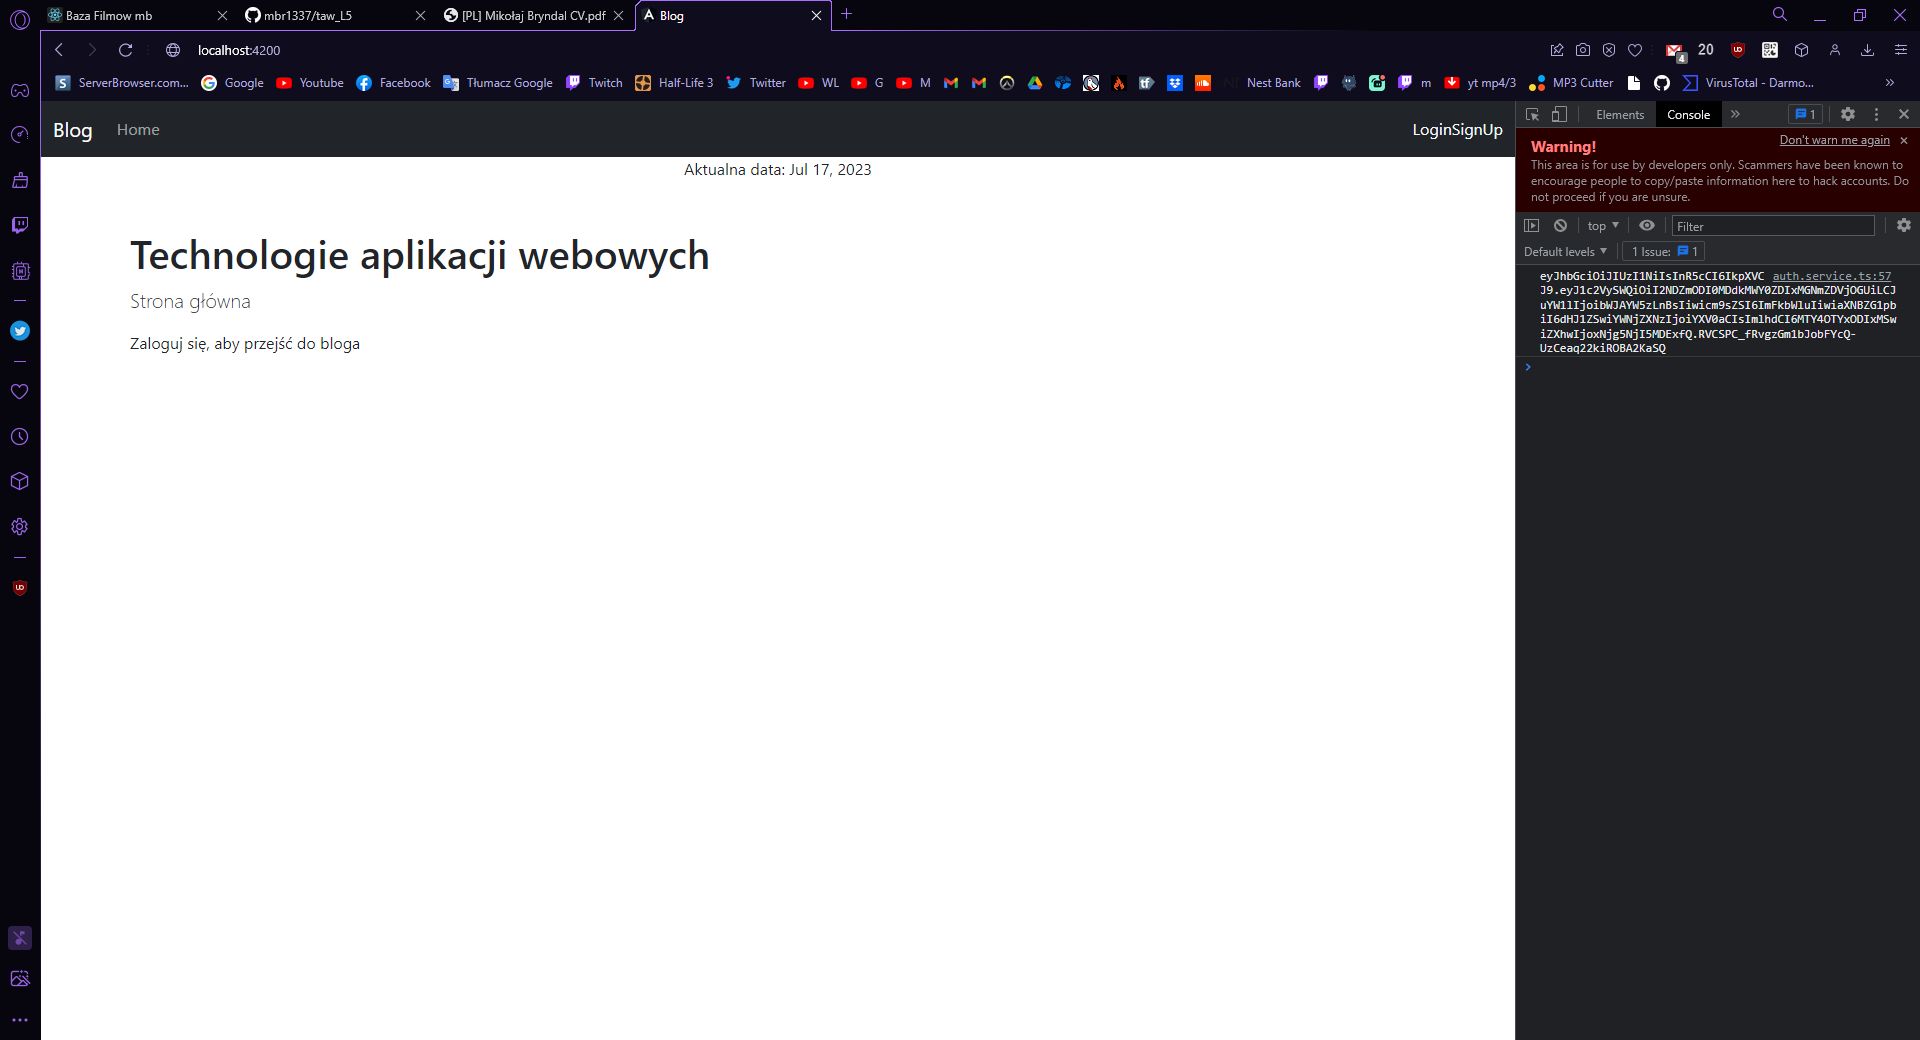 Baza Filmow mb
mbr1337/taw_L5
[PL] Mikołaj Bryndal CV.pdf
Blog
localhost:4200
4
20
ServerBrowser.com...
Google
Youtube
Facebook
Tłumacz Google
Twitch
Half-Life 3
Twitter
WL
G
M
Nest Bank
m
yt mp4/3
MP3 Cutter
VirusTotal - Darmo...
Blog
Home
LoginSignUp
Aktualna data: Jul 17, 2023
Technologie aplikacji webowych
Strona główna
Zaloguj się, aby przejść do bloga
Elements
Console
1
Warning!
Don't warn me again
This area is for use by developers only. Scammers have been known to
encourage people to copy/paste information here to hack accounts. Do
not proceed if you are unsure.
top
Filter
Default levels
1 Issue:
1
auth.service.ts:57
eyJhbGciOiJIUzI1NiIsInR5cCI6IkpXVC